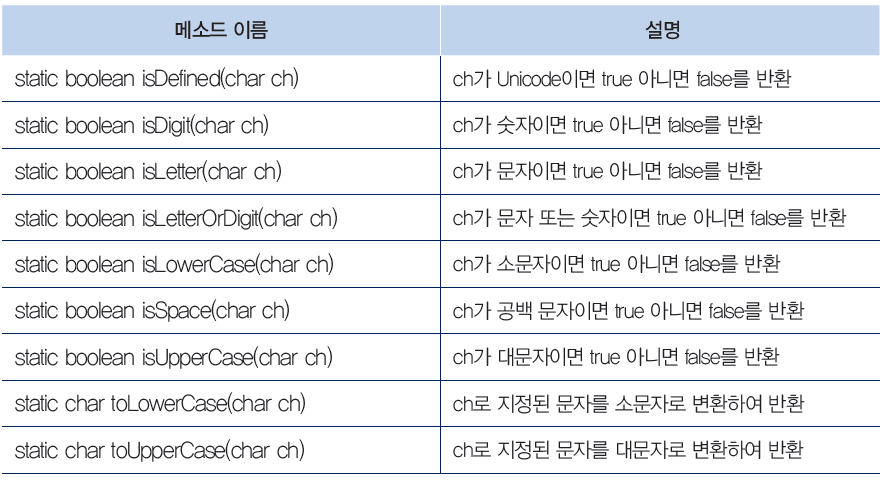 메소드 이름 설명
static boolean isDefined(char ch) ch가 Unicode이면 true 아니면 false를 반환
static boolean isDigit(char ch) ch가 숫자이면 true 아니면 false를 반환
static boolean isLetter(char ch) ch가 문자이면 true 아니면 false를 반환
static boolean isLetterOrDigit(char ch) ch가 문자 또는 숫자이면 true 아니면 false를 반환
static boolean isLowerCase(char ch) ch가 소문자이면 true 아니면 false를 반환
static boolean isSpace(char ch) ch가 공백 문자이면 true 아니면 false를 반환
static boolean isUpperCase(char ch) ch가 대문자이면 true 아니면 false를 반환
static char toLowerCase(char ch) ch로 지정된 문자를 소문자로 변환하여 반환
static char toUpperCase(char ch) ch로 지정된 문자를 대문자로 변환하여 반환